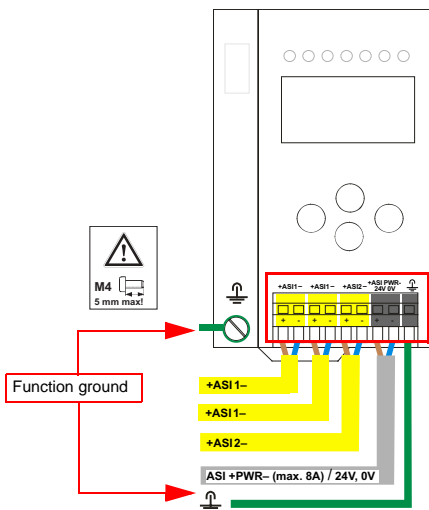 M4
5 mm max!
+ASI1– +ASI1– +ASI2– +ASI PWR-
24V 0V
+ - + - + - + -
Function ground
+ASI1–
+ASI1–
+ASI2–
ASI +PWR– (max. 8A) / 24V, 0V